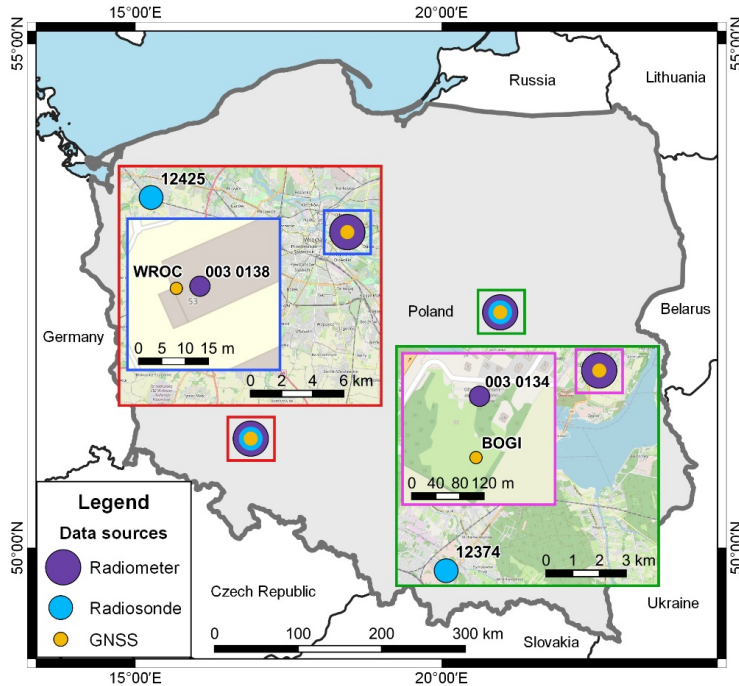 15°00'E 20°00'E
55°00'N 55°00'N
Russia Lithuania
12425
WROC 003 0138
53
0 5 10 15 m
0 2 4 6 km
Poland Belarus
Germany
003 0134
BOGI
0 40 80 120 m
12374
0 1 2 3 km
Legend
Data sources
Radiometer
Radiosonde
GNSS
50°00'N 50°00'N
Czech Republic
Ukraine
0 100 200 300 km
Slovakia
15°00'E 20°00'E